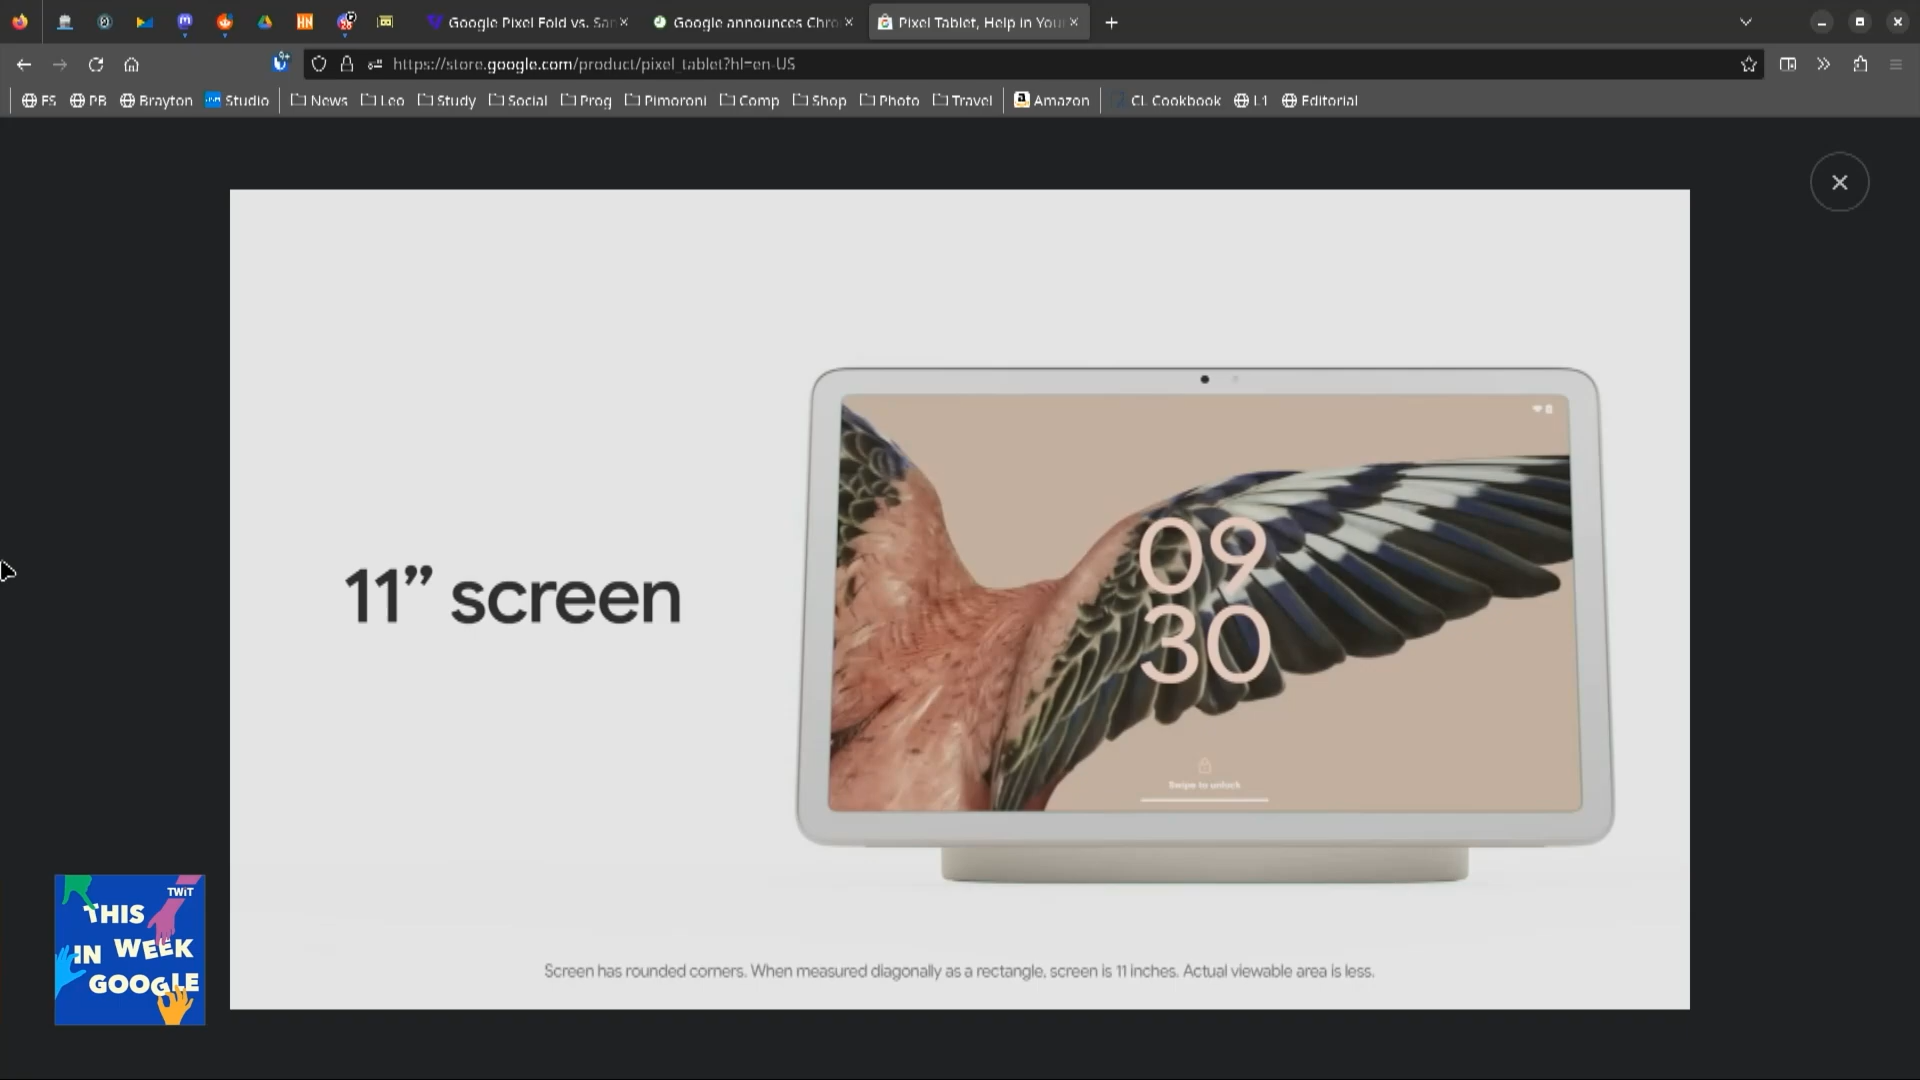 Google Pixel Fold vs. Sam
Google announces Chro
Pixel Tablet, Help in Your
https://store.google.com/product/pixel_tablet?hl=en-US
FS
PB
Brayton
Studio
News
Leo
Study
Social
Prog
Pimoroni
Comp
Shop
Photo
Travel
Amazon
CL Cookbook
L1
Editorial
11” screen
09
30
Swipe to unlock
TWiT
THIS
IN WEEK
GOOGLE
Screen has rounded corners. When measured diagonally as a rectangle, screen is 11 inches. Actual viewable area is less.